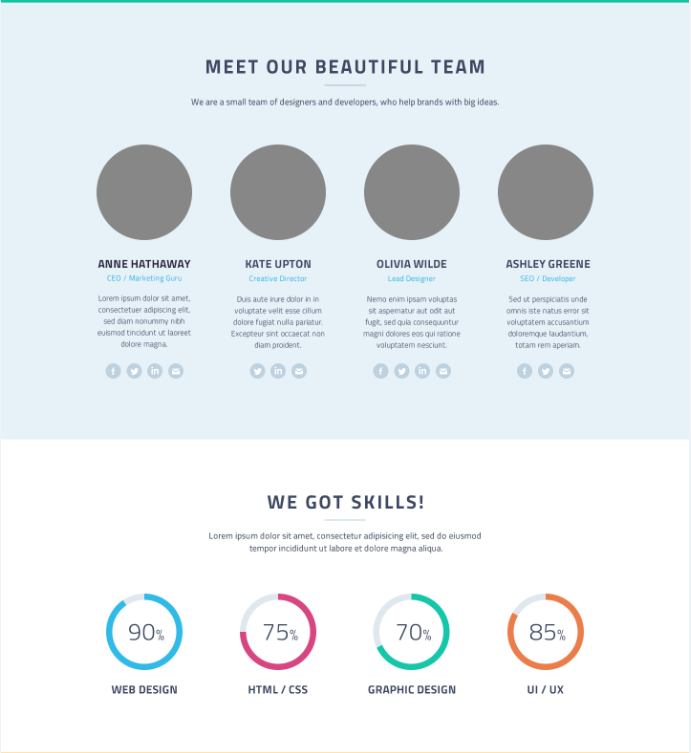 MEET OUR BEAUTIFUL TEAM
We are a small team of designers and developers, who help brands with big ideas.
ANNE HATHAWAY
CEO / Marketing Guru
Lorem ipsum dolor sit amet,
consectetuer adipiscing elit,
sed diam nonummy nibh
euismod tincidunt ut laoreet
dolore magna.
KATE UPTON
Creative Director
Duis aute irure dolor in in
voluptate velit esse cillum
dolore fugiat nulla pariatur.
Excepteur sint occaecat non
diam proident.
OLIVIA WILDE
Lead Designer
Nemo enim ipsam voluptas
sit aspernatur aut odit aut
fugit, sed quia consequuntur
magni dolores eos qui ratione
voluptatem nesciunt.
ASHLEY GREENE
SEO / Developer
Sed ut perspiciatis unde
omnis iste natus error sit
voluptatem accusantium
doloremque laudantium,
totam rem aperiam.
WE GOT SKILLS!
Lorem ipsum dolor sit amet, consectetur adipisicing elit, sed do eiusmod
tempor incididunt ut labore et dolore magna aliqua.
90%
WEB DESIGN
75%
HTML / CSS
70%
GRAPHIC DESIGN
85%
UI / UX